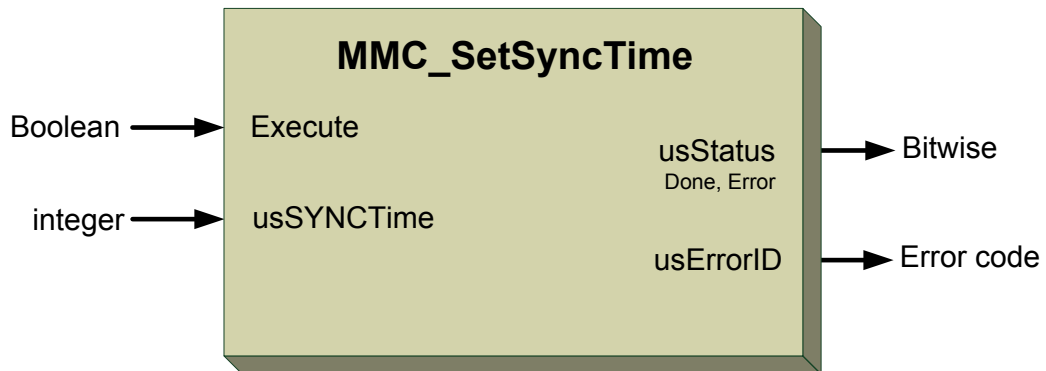 MMC_SetSyncTime
Boolean
Execute
usStatus
Bitwise
Done, Error
integer
usSYNCTime
usErrorID
Error code